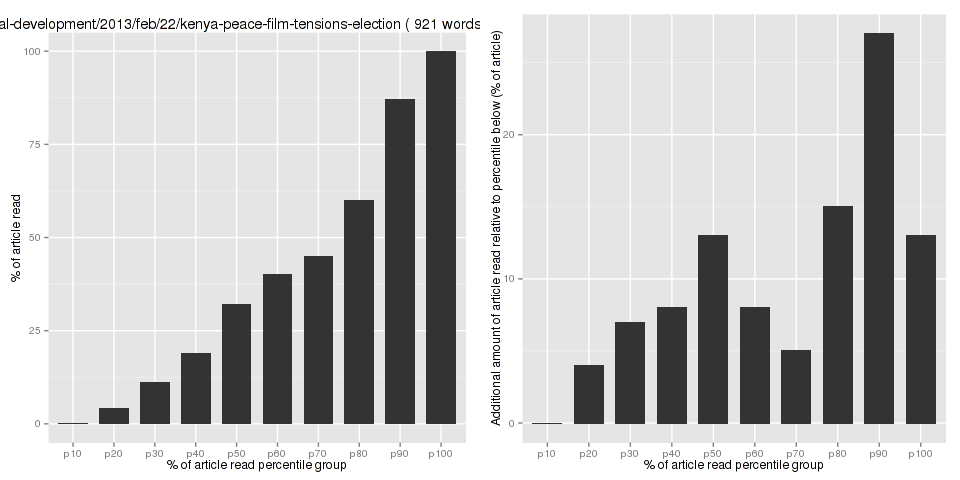 al-development/2013/feb/22/kenya-peace-film-tensions-election ( 921 words
% of article read
100
75
50
25
0
p10 p20 p30 p40 p50 p60 p70 p80 p90 p100
% of article read percentile group
Additional amount of article read relative to percentile below (% of article)
20
10
0
p10 p20 p30 p40 p50 p60 p70 p80 p90 p100
% of article read percentile group